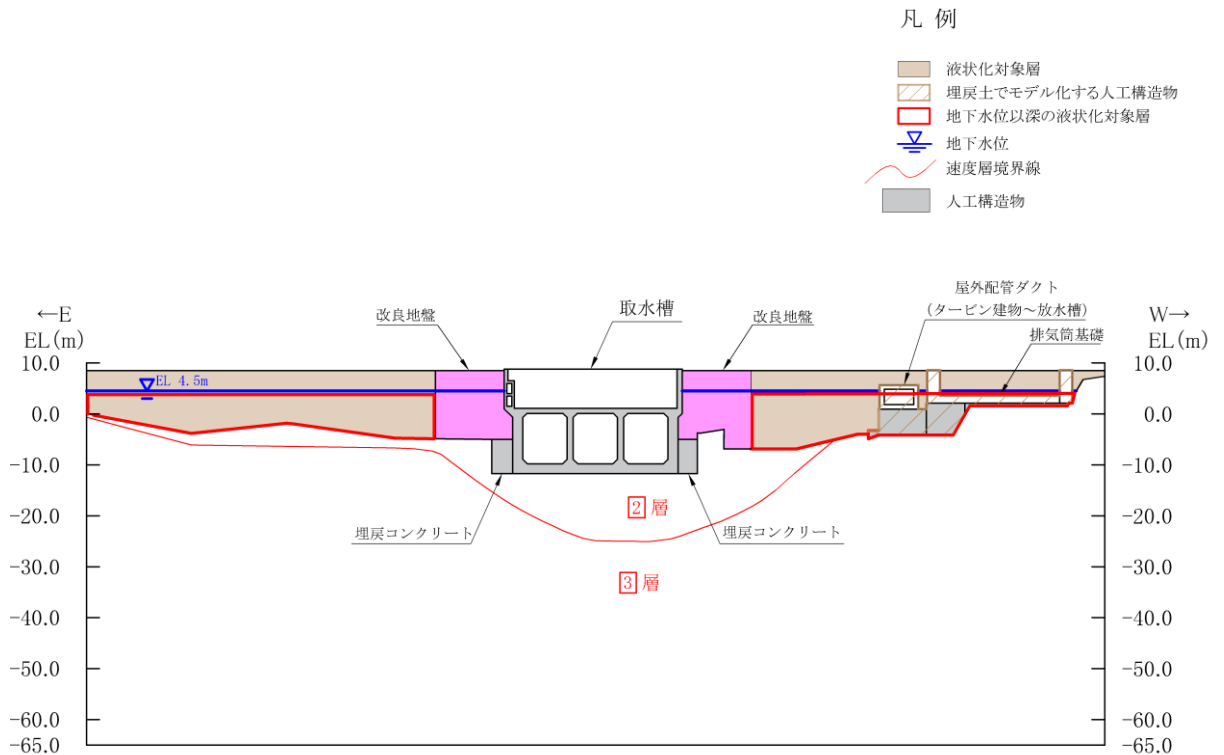 凡 例
液状化対象層
埋戻土でモデル化する人工構造物
地下水位以深の液状化対象層
地下水位
速度層境界線
人工構造物
←E
EL(m)
改良地盤
取水槽
改良地盤
屋外配管ダクト
(タービン建物～放水槽)
排気筒基礎
W→
EL(m)
10.0
0.0
-10.0
-20.0
-30.0
-40.0
-50.0
-60.0
-65.0
EL 4.5m
埋戻コンクリート
2 層
埋戻コンクリート
3 層
10.0
0.0
-10.0
-20.0
-30.0
-40.0
-50.0
-60.0
-65.0